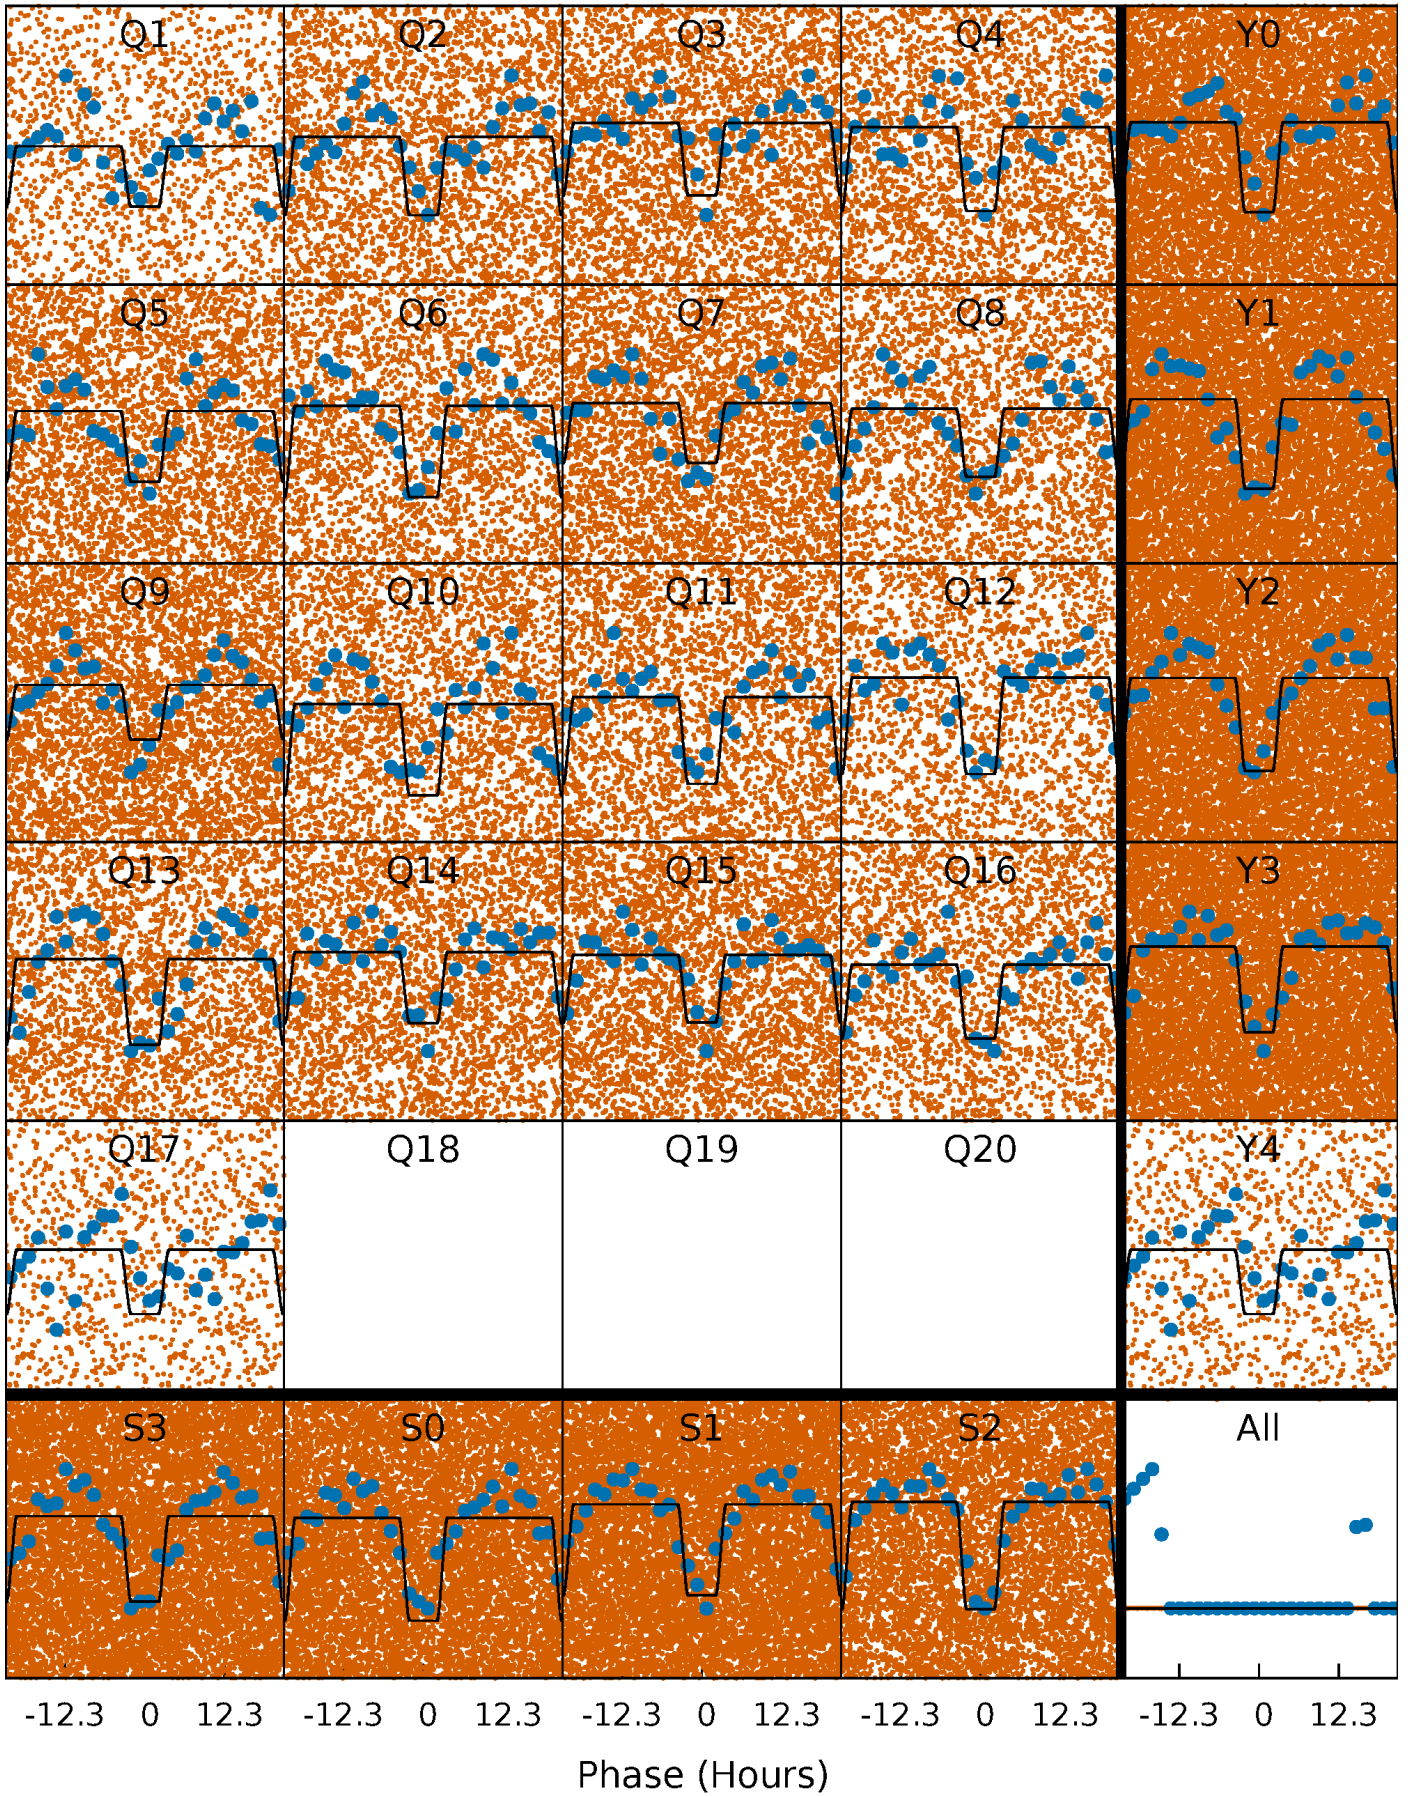 Q1 Q2 Q3 Q4 Y0
Q5 Q6 Q7 Q8 Y1
Q9 Q10 Q11 Q12 Y2
Q13 Q14 Q15 Q16 Y3
Q17 Q18 Q19 Q20 Y4
S3 S0 S1 S2 All
-12.3 0 12.3 -12.3 0 12.3 -12.3 0 12.3 -12.3 0 12.3 -12.3 0 12.3
Phase (Hours)